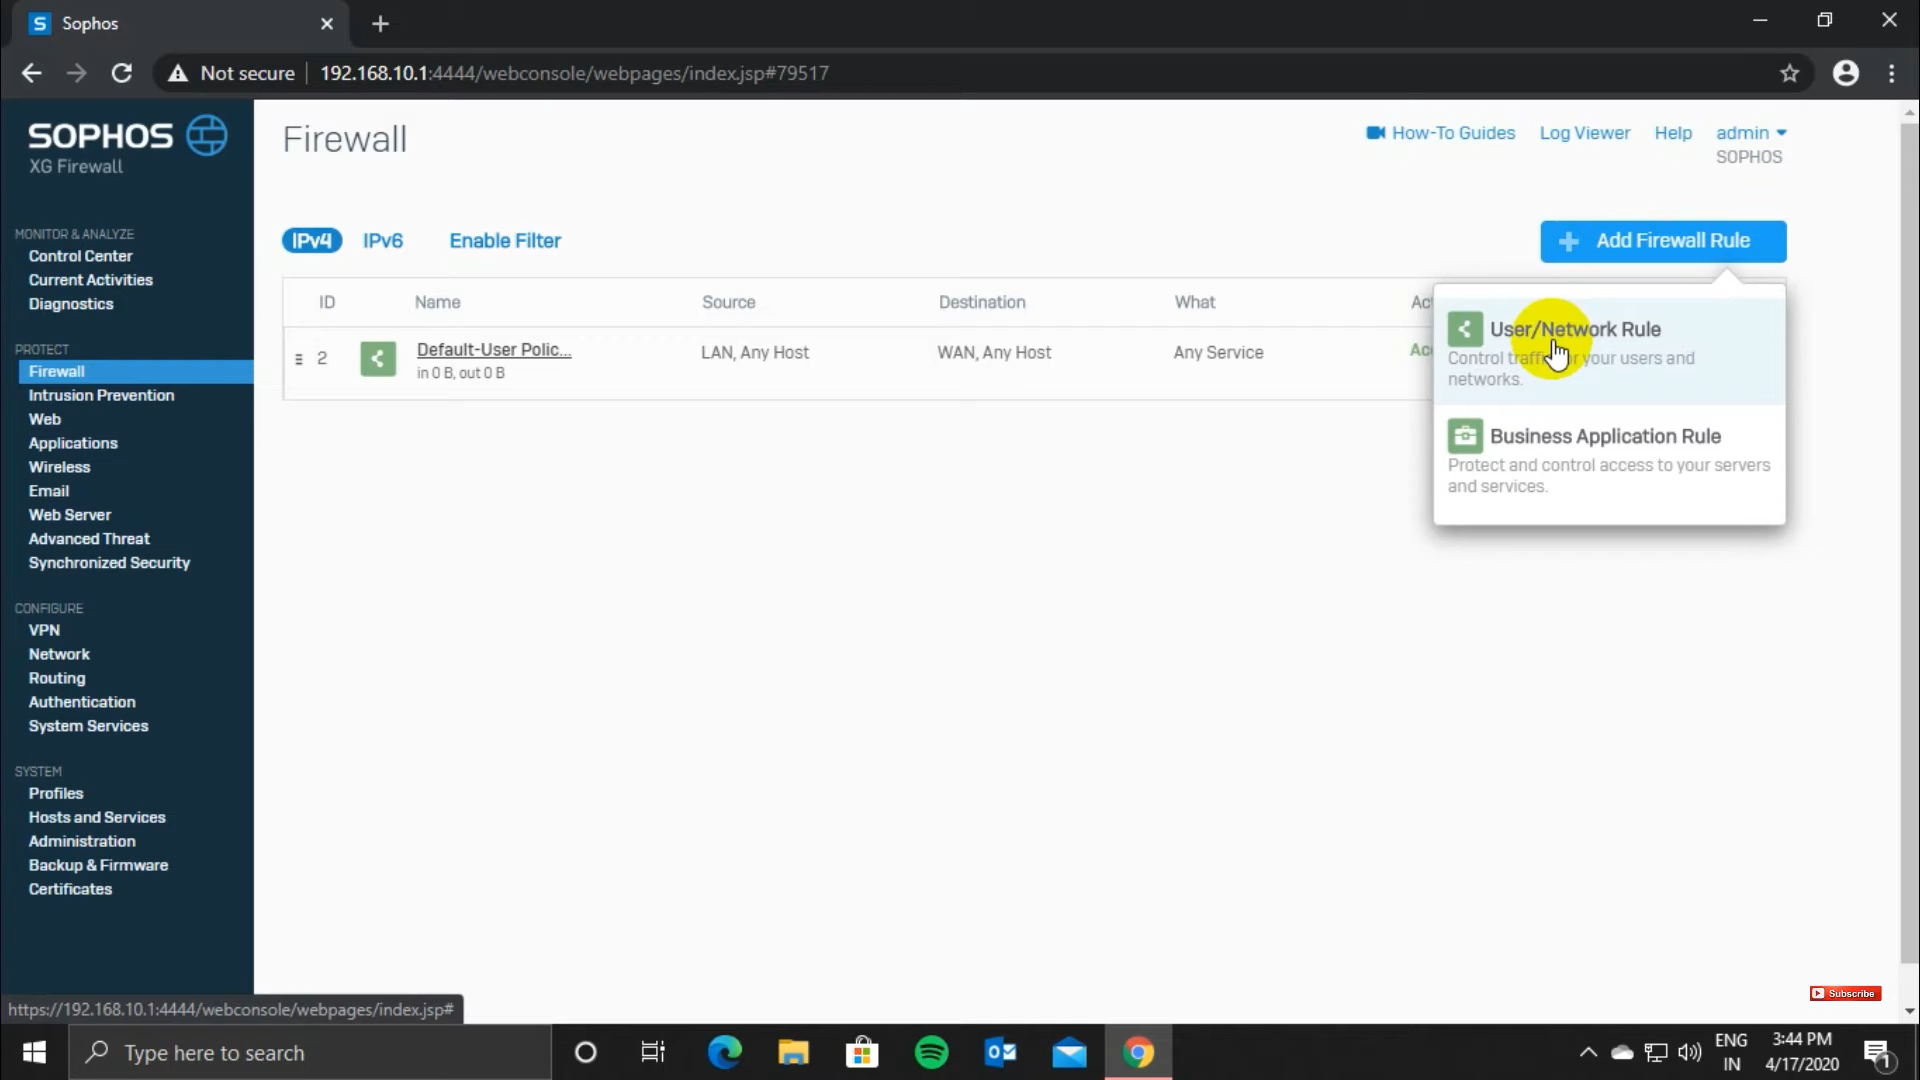 Sophos
Not secure
192.168.10.1:4444/webconsole/webpages/index.jsp#79517
SOPHOS
XG Firewall
Firewall
How-To Guides
Log Viewer
Help
admin
SOPHOS
MONITOR & ANALYZE
Control Center
Current Activities
Diagnostics
PROTECT
Firewall
Intrusion Prevention
Web
Applications
Wireless
Email
Web Server
Advanced Threat
Synchronized Security
CONFIGURE
VPN
Network
Routing
Authentication
System Services
SYSTEM
Profiles
Hosts and Services
Administration
Backup & Firmware
Certificates
IPv4
IPv6
Enable Filter
Add Firewall Rule
ID
Name
Source
Destination
What
2
Default-User Polic...
in 0 B, out 0 B
LAN, Any Host
WAN, Any Host
Any Service
User/Network Rule
Control your users and
networks.
Business Application Rule
Protect and control access to your servers
and services.
Subscribe
https://192.168.10.1:4444/webconsole/webpages/index.jsp#
Type here to search
ENG
IN
3:44 PM
4/17/2020
1